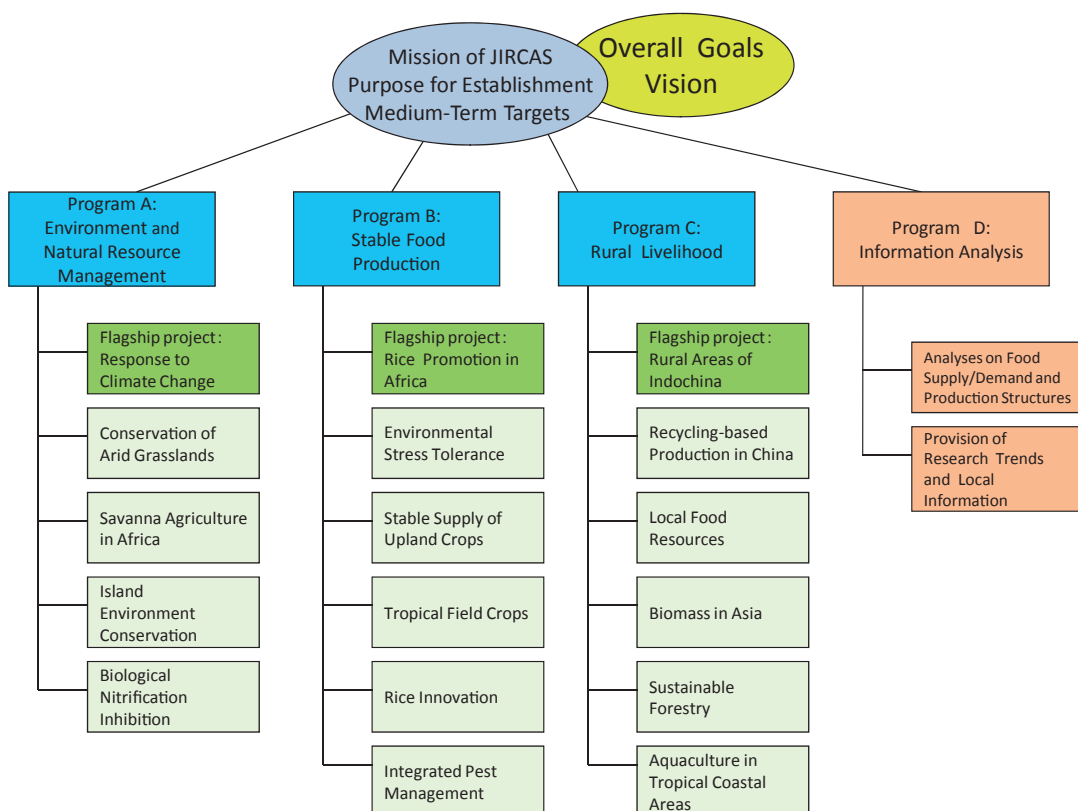 Mission of JIRCAS
Purpose for Establishment
Medium-Term Targets
Overall Goals
Vision
Program A:
Environment and
Natural Resource
Management
Program B:
Stable Food
Production
Program C:
Rural Livelihood
Program D:
Information Analysis
Flagship project :
Response to
Climate Change
Conservation of
Arid Grasslands
Savanna Agriculture
in Africa
Island
Environment
Conservation
Biological
Nitrification
Inhibition
Flagship project :
Rice Promotion in
Africa
Environmental
Stress Tolerance
Stable Supply of
Upland Crops
Tropical Field Crops
Rice Innovation
Integrated Pest
Management
Flagship project :
Rural Areas of
Indochina
Recycling-based
Production in China
Local Food
Resources
Biomass in Asia
Sustainable
Forestry
Aquaculture in
Tropical Coastal
Areas
Analyses on Food
Supply/Demand and
Production Structures
Provision of
Research Trends
and Local
Information